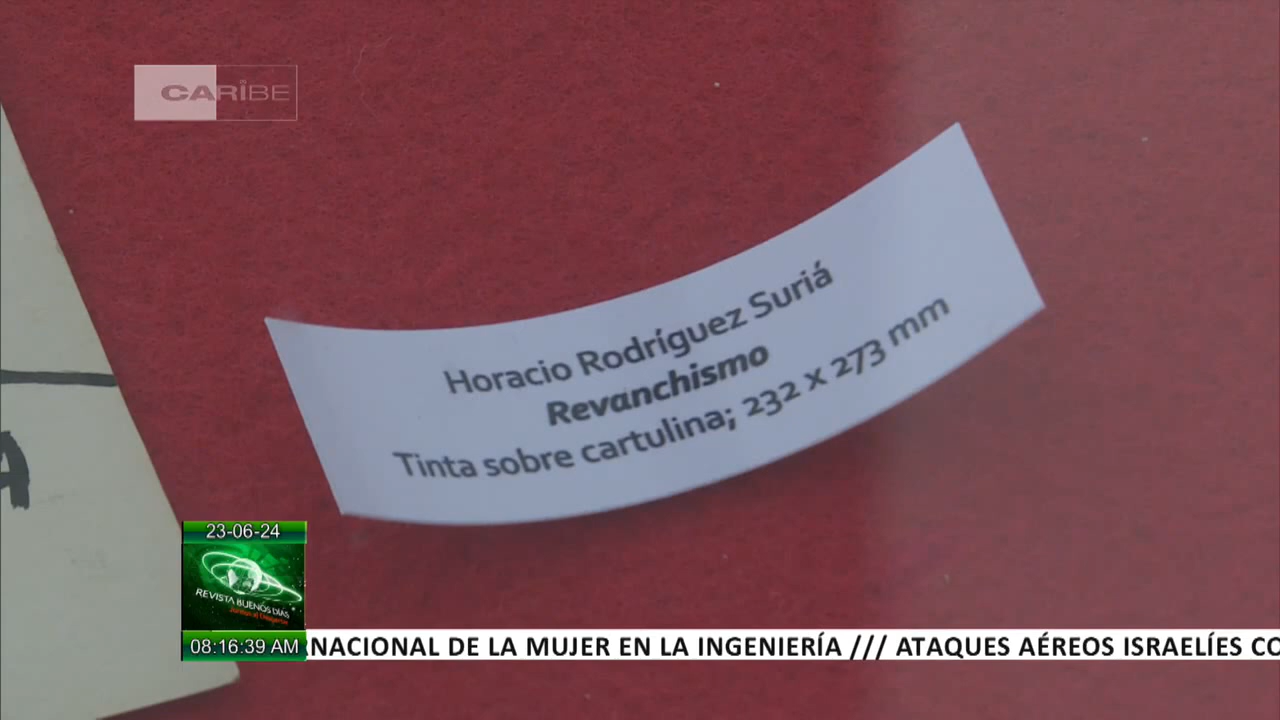 CARIBE
Horacio Rodríguez Suriá
Revanchismo
Tinta sobre cartulina; 232 x 273 mm
A
23-06-24
REVISTA BUENOS DÍAS
08:16:39 AM
RNACIONAL DE LA MUJER EN LA INGENIERÍA /// ATAQUES AÉREOS ISRAELÍES CO